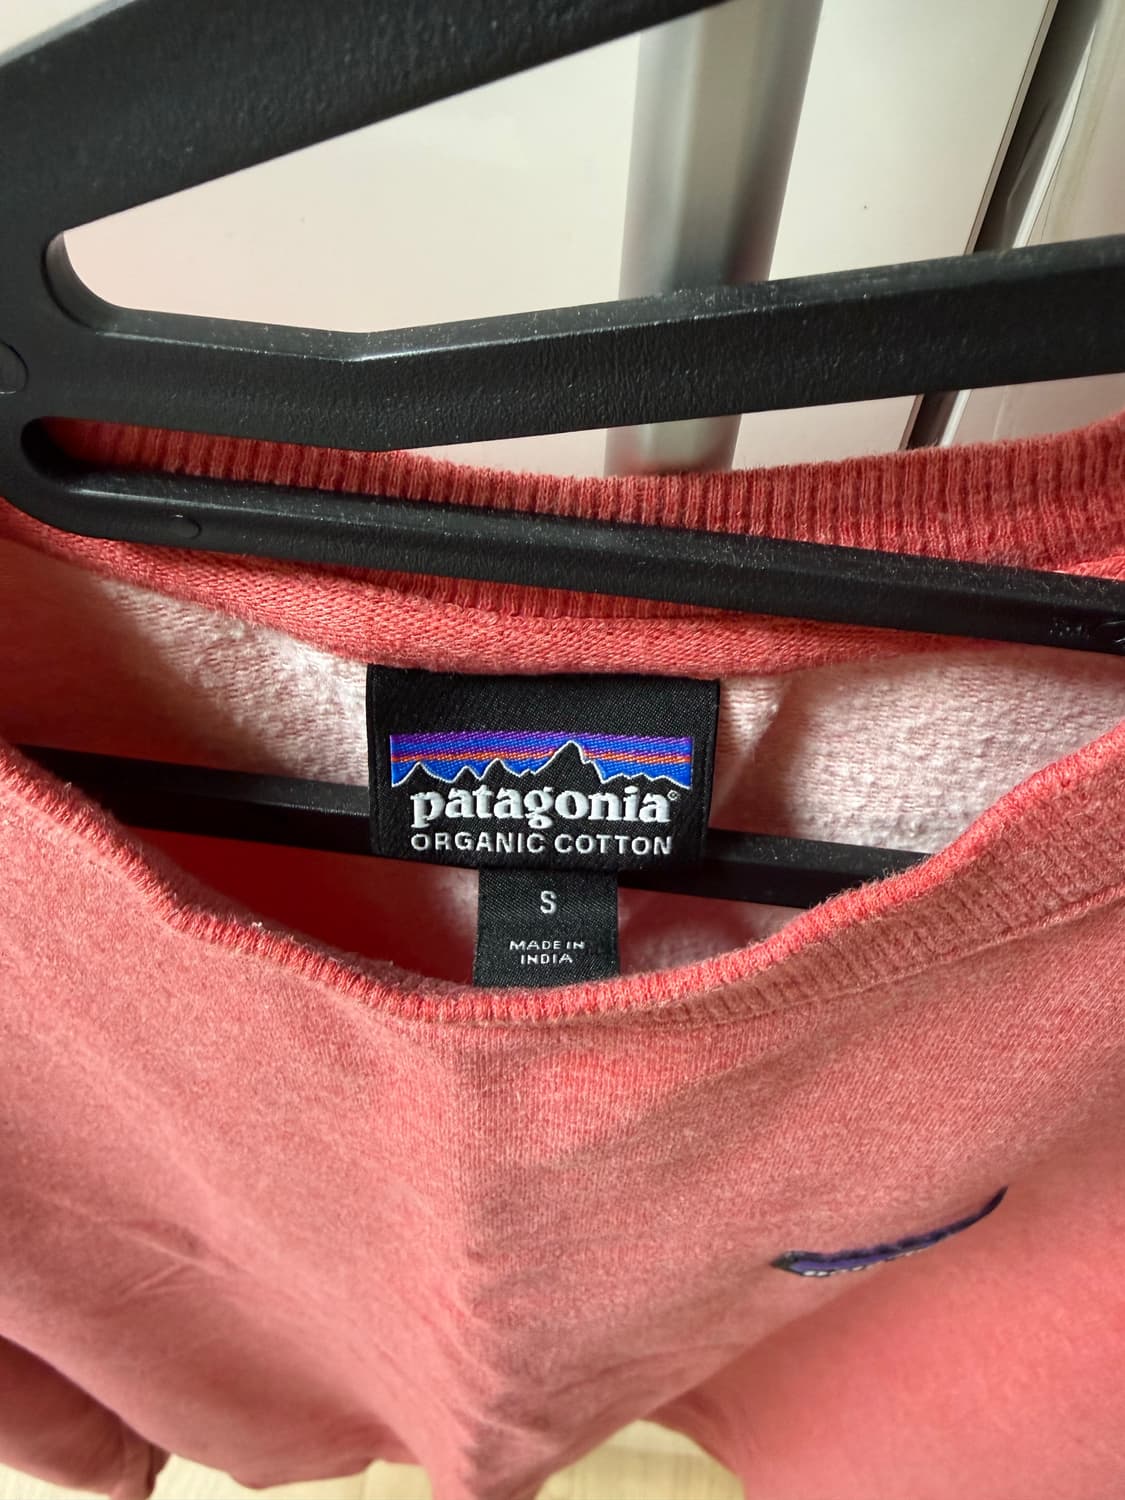 patagonia®
ORGANIC COTTON
S
MADE IN
INDIA